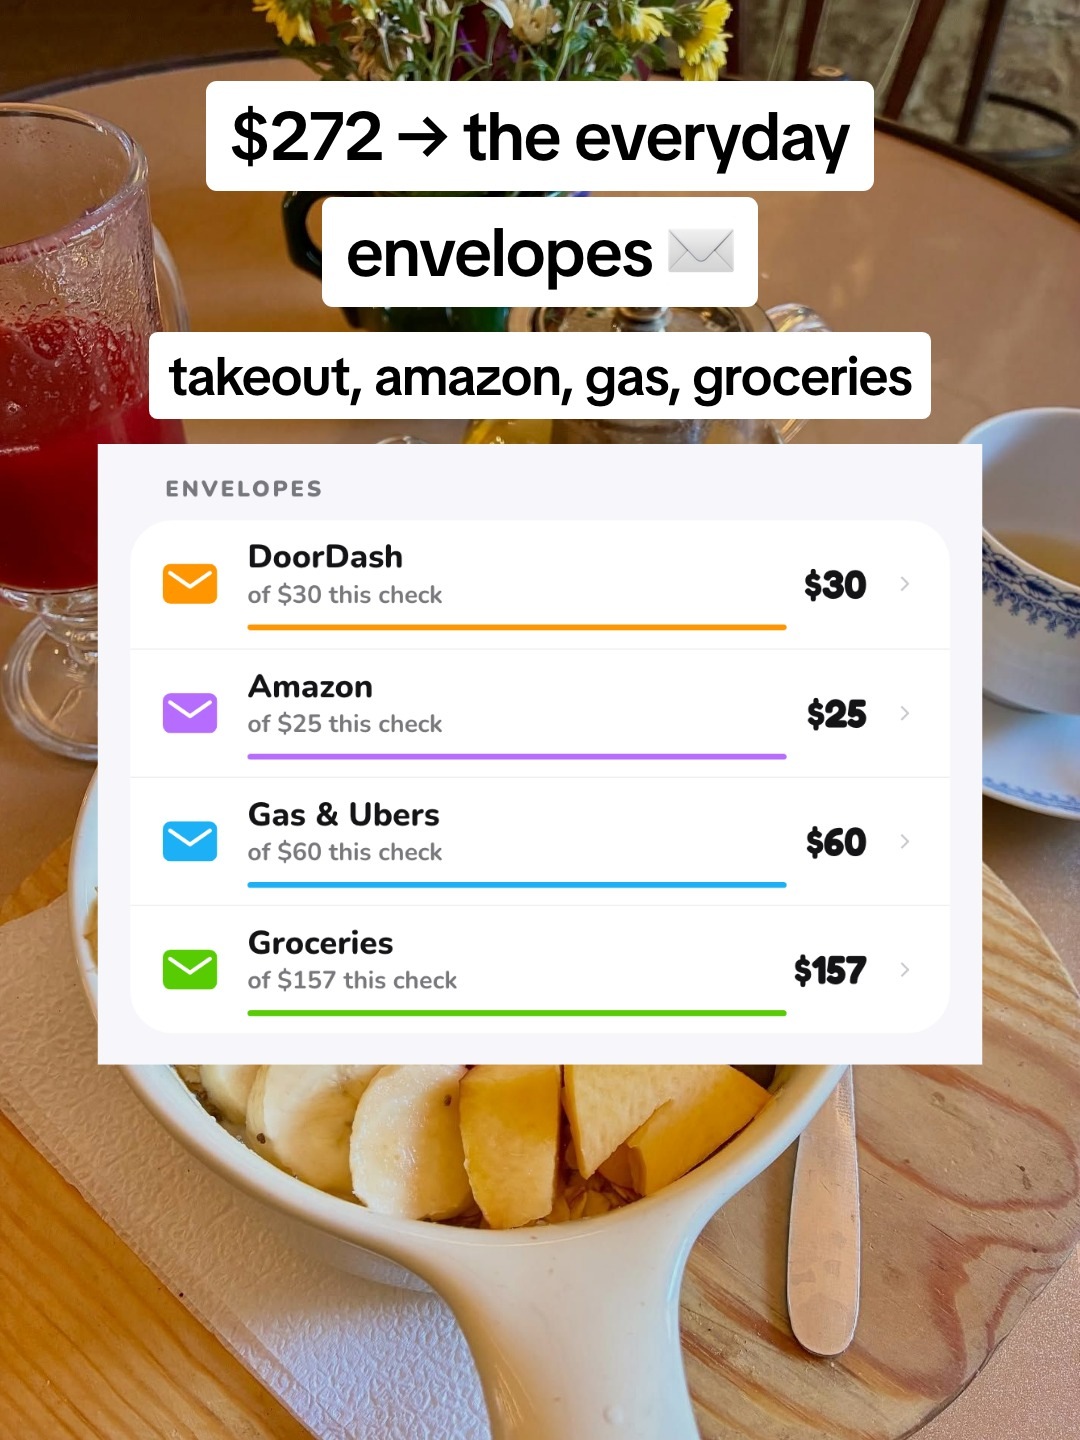 $272 → the everyday
envelopes ✉️
takeout, amazon, gas, groceries
ENVELOPES
DoorDash
of $30 this check
$30
Amazon
of $25 this check
$25
Gas & Ubers
of $60 this check
$60
Groceries
of $157 this check
$157